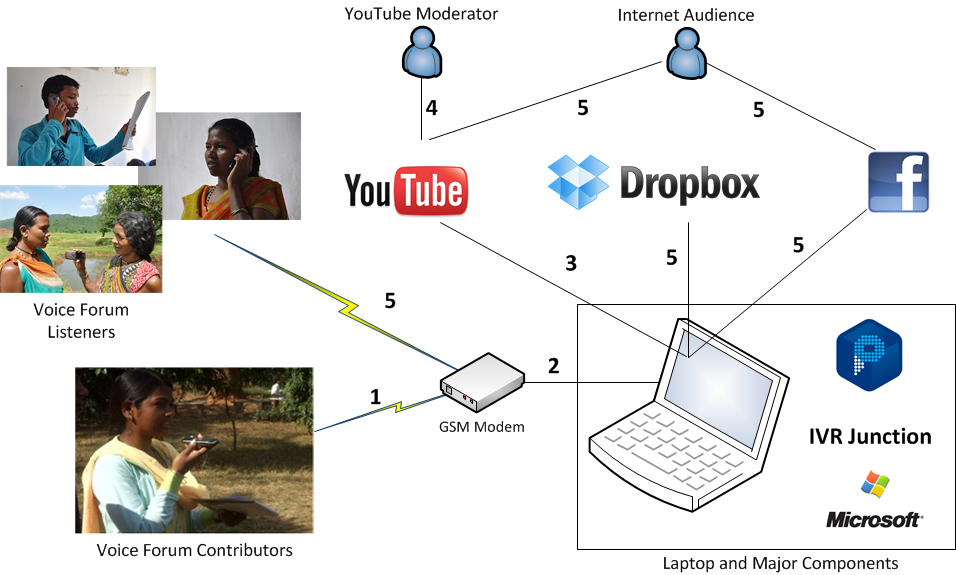 YouTube Moderator
Internet Audience
4
5
5
YouTube
Dropbox
f
3
5
5
Voice Forum
Listeners
5
1
2
GSM Modem
IVR Junction
Microsoft
Voice Forum Contributors
Laptop and Major Components